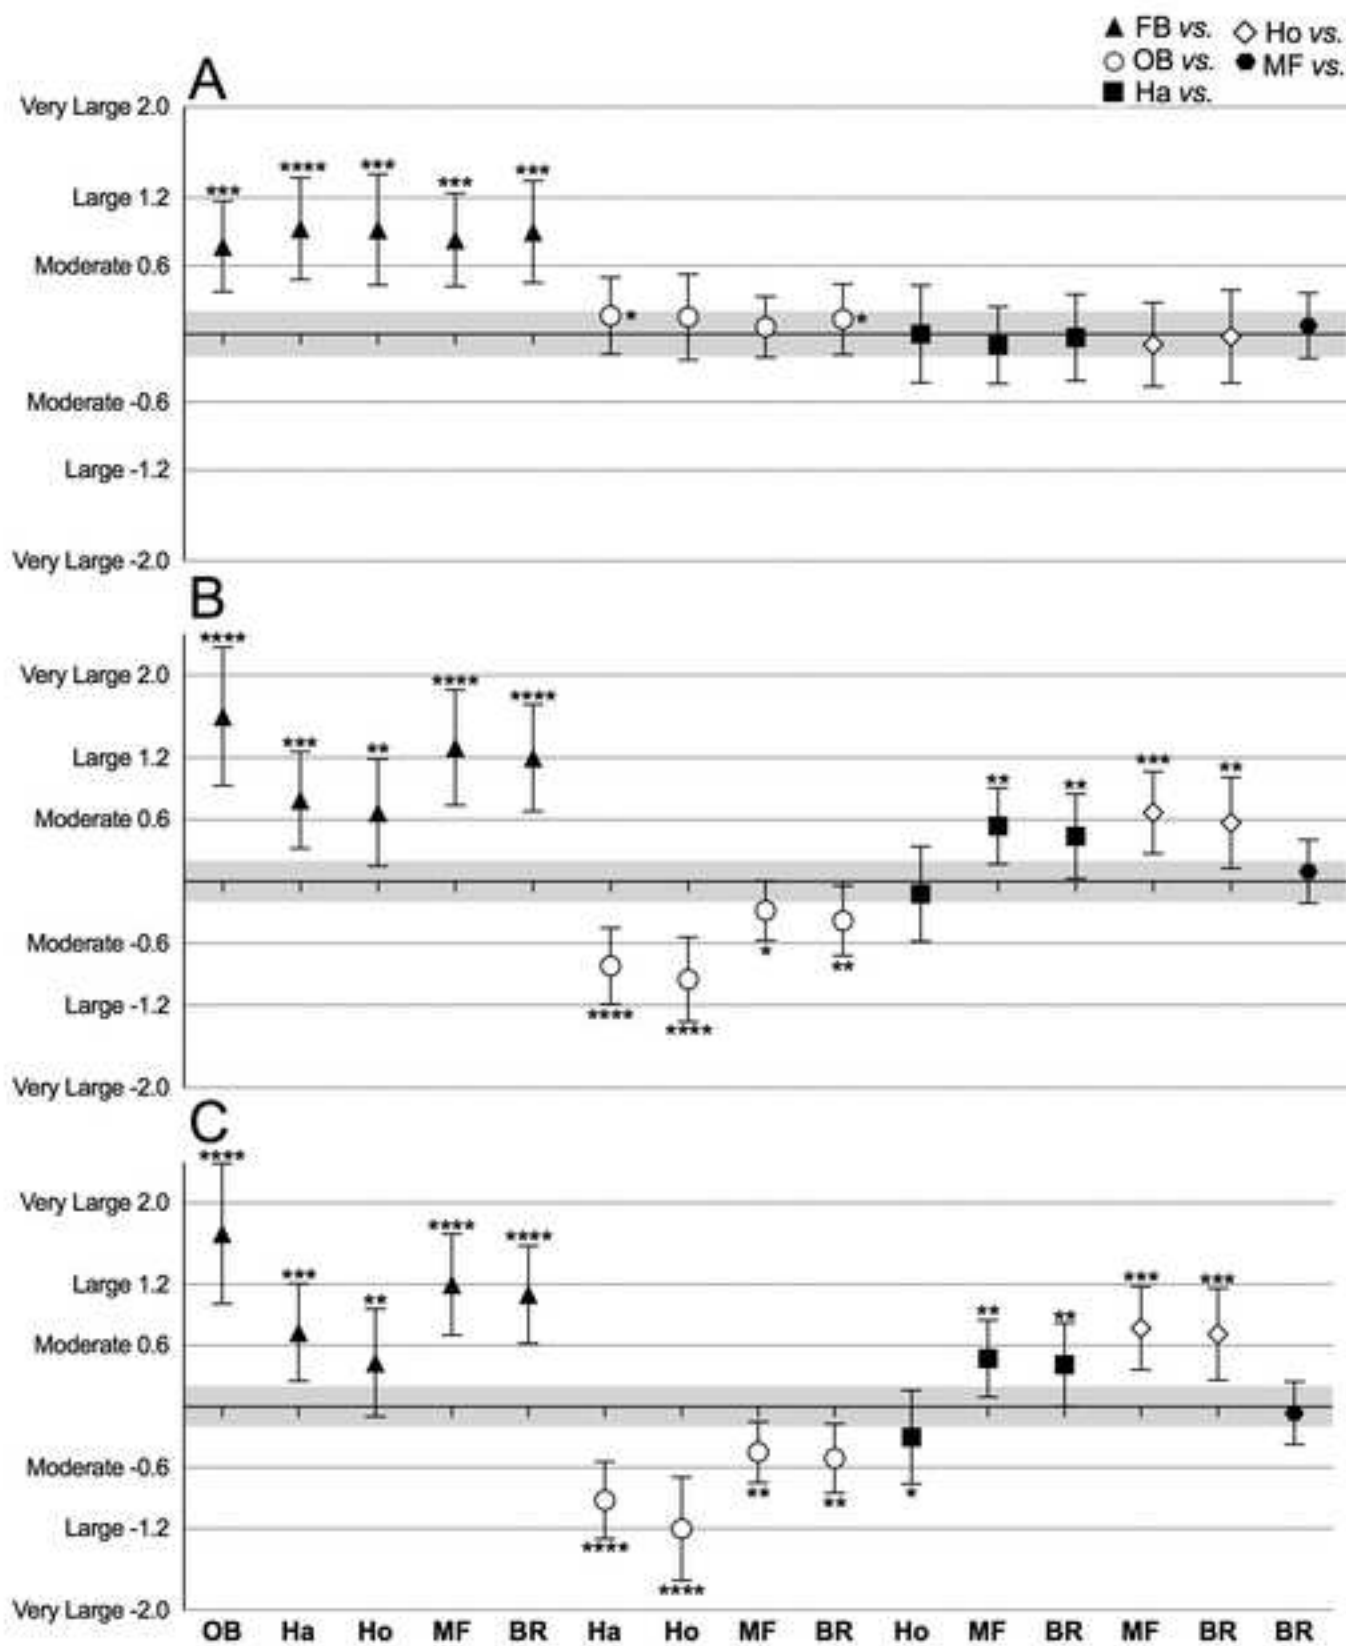 ▲ FB vs. ◇ Ho vs.
○ OB vs. ● MF vs.
■ Ha vs.
A
Very Large 2.0
**** ***
*** *** ***
Large 1.2
Moderate 0.6
* *
Moderate -0.6
Large -1.2
Very Large -2.0
B
****
Very Large 2.0
**** ****
*** ** ***
Large 1.2
** ** **
Moderate 0.6
Moderate -0.6
* **
Large -1.2
**** ****
Very Large -2.0
C
****
Very Large 2.0
**** ****
*** *** ***
Large 1.2
** ** **
Moderate 0.6
Moderate -0.6
** ** *
Large -1.2
**** ****
Very Large -2.0
OB Ha Ho MF BR Ha Ho MF BR Ho MF BR MF BR BR